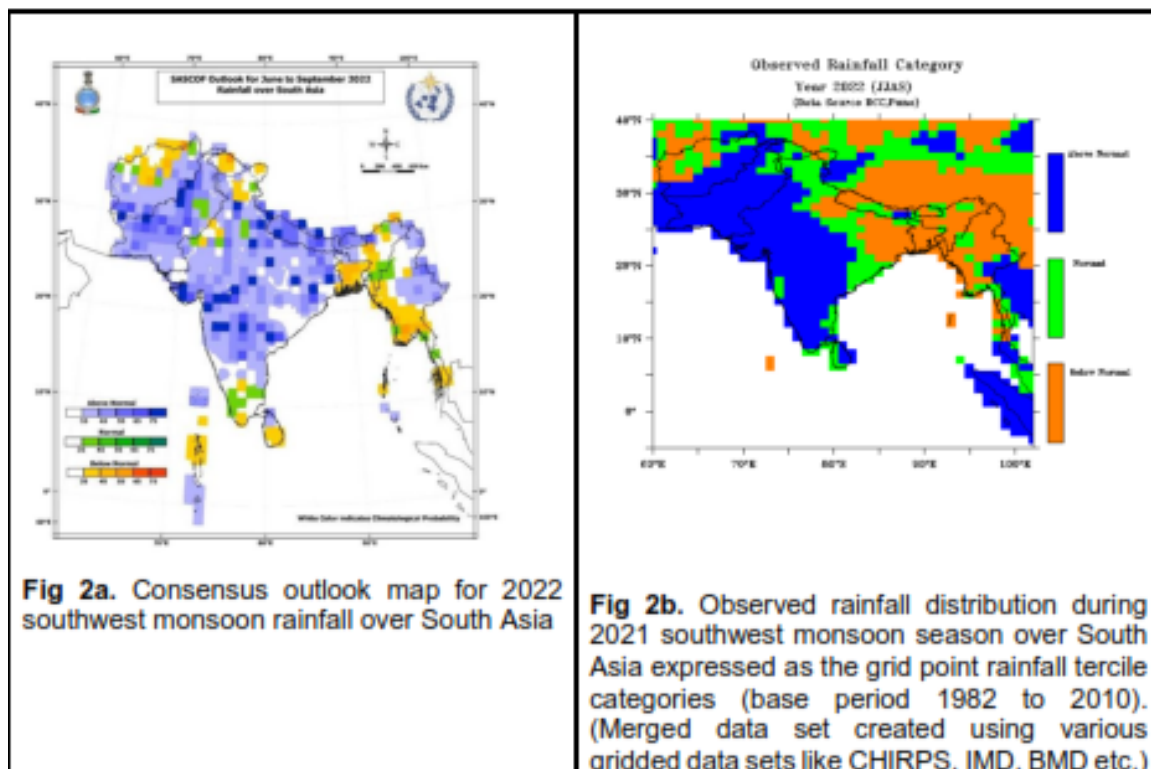 SASCOF Outlook for June to September 2022
Rainfall over South Asia
Above Normal
Normal
Below Normal
White Color indicates Climatological Probability
Fig 2a. Consensus outlook map for 2022
southwest monsoon rainfall over South Asia
Observed Rainfall Category
Year 2022 (JJAS)
(Data Source RCC,Pune)
40°N
30°N
20°N
10°N
0°
60°E
70°E
80°E
90°E
100°E
Above Normal
Normal
Below Normal
Fig 2b. Observed rainfall distribution during
2021 southwest monsoon season over South
Asia expressed as the grid point rainfall tercile
categories (base period 1982 to 2010).
(Merged data set created using various
gridded data sets like CHIRPS, IMD, BMD etc.)